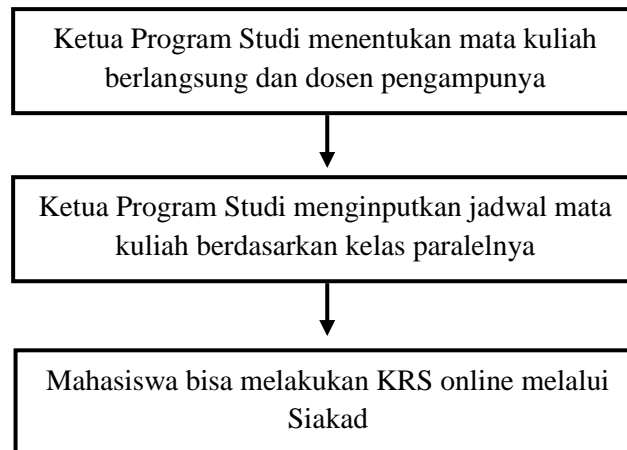 Ketua Program Studi menentukan mata kuliah
berlangsung dan dosen pengampunya
Ketua Program Studi menginputkan jadwal mata
kuliah berdasarkan kelas paralelnya
Mahasiswa bisa melakukan KRS online melalui
Siakad